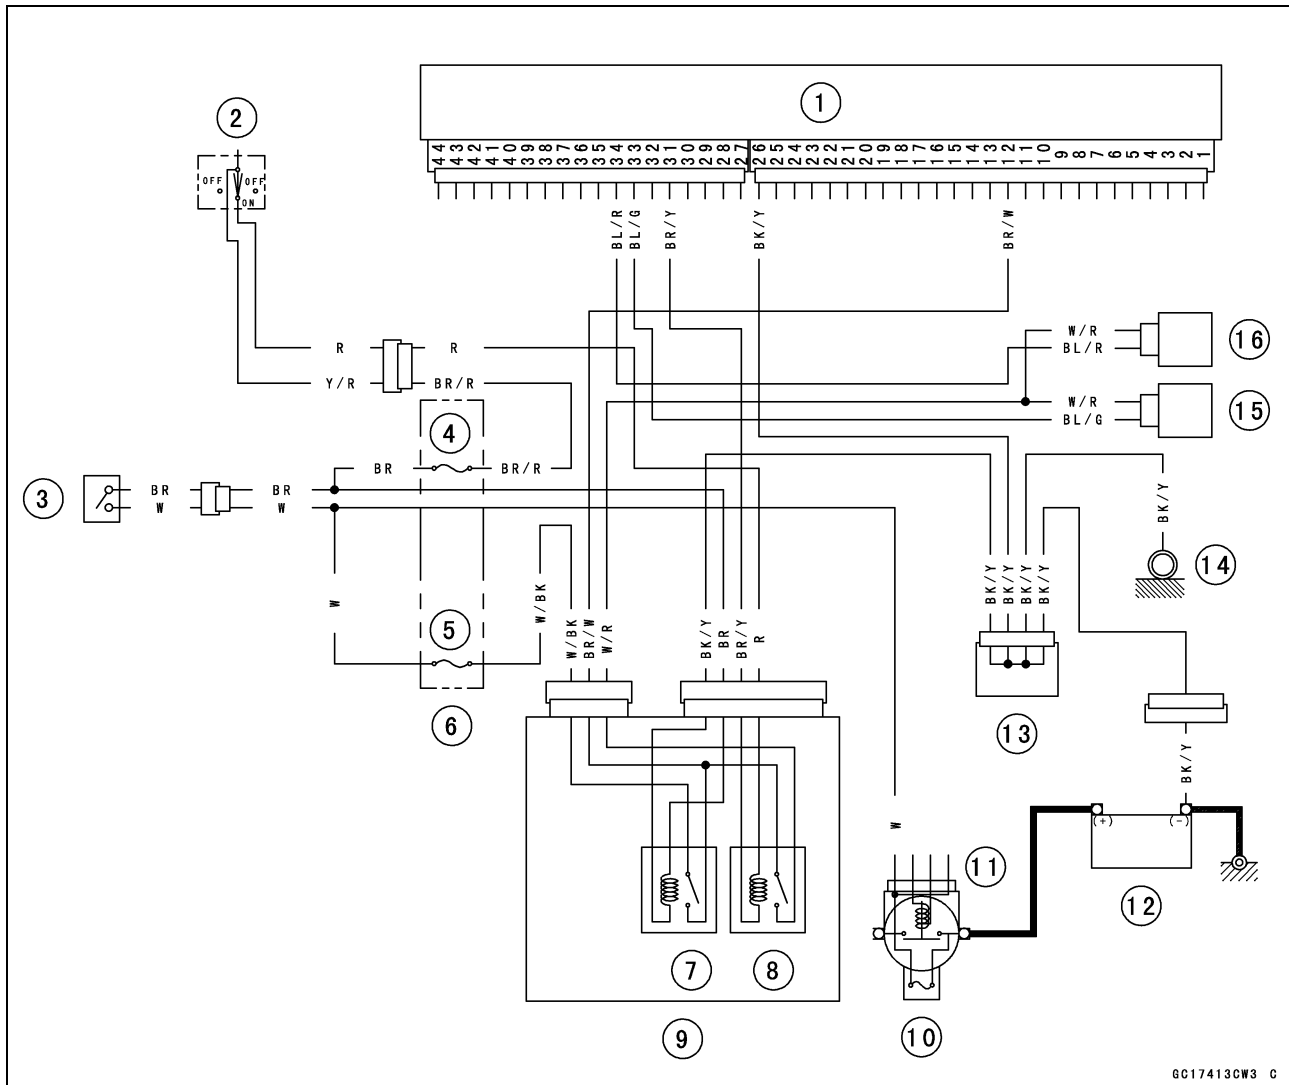 1
2
OFF OFF
ON
44 43 42 41 40 39 38 37 36 35 34 33 32 31 30 29 28 27 26 25 24 23 22 21 20 19 18 17 16 15 14 13 12 11 10 9 8 7 6 5 4 3 2 1
BL/R BL/G BR/Y BK/Y BR/W
W/R
BL/R
16
R R
Y/R BR/R
W/R
BL/G
15
4
BR BR/R
3
BR BR
W W
BK/Y
14
W
W/BK
5
W/BK BR/W W/R
BK/Y BR BR/Y R
BK/Y BK/Y BK/Y BK/Y
6
13
BK/Y
W
(+) (-)
11
12
7 8
9
10
GC17413CW3 C